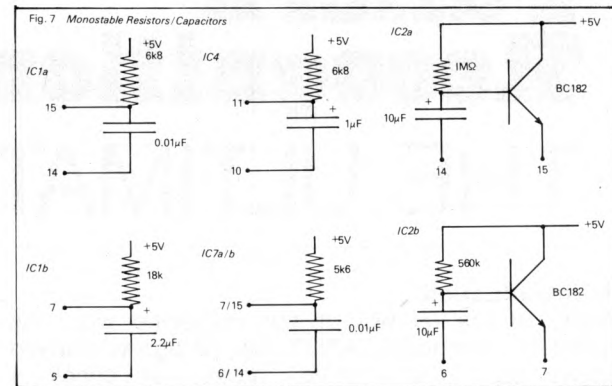 Fig. 7 Monostable Resistors/Capacitors
IC1a
+5V
6k8
15
0.01µF
14
IC4
+5V
6k8
11
+
1µF
10
IC2a
+5V
1MΩ
BC182
+
10µF
14
15
IC1b
+5V
18k
7
+
2.2µF
6
IC7a/b
+5V
5k6
7/15
0.01µF
6/14
IC2b
+5V
560k
BC182
+
10µF
6
7